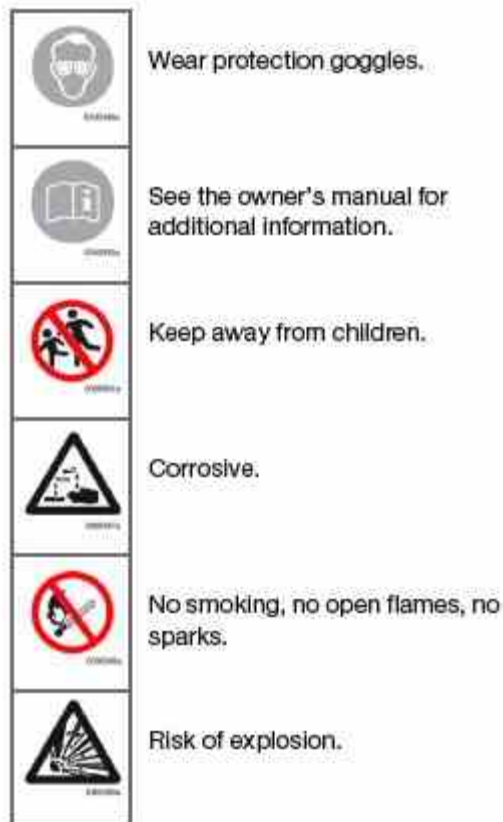 Wear protection goggles.
See the owner's manual for
additional information.
Keep away from children.
Corrosive.
No smoking, no open flames, no
sparks.
Risk of explosion.